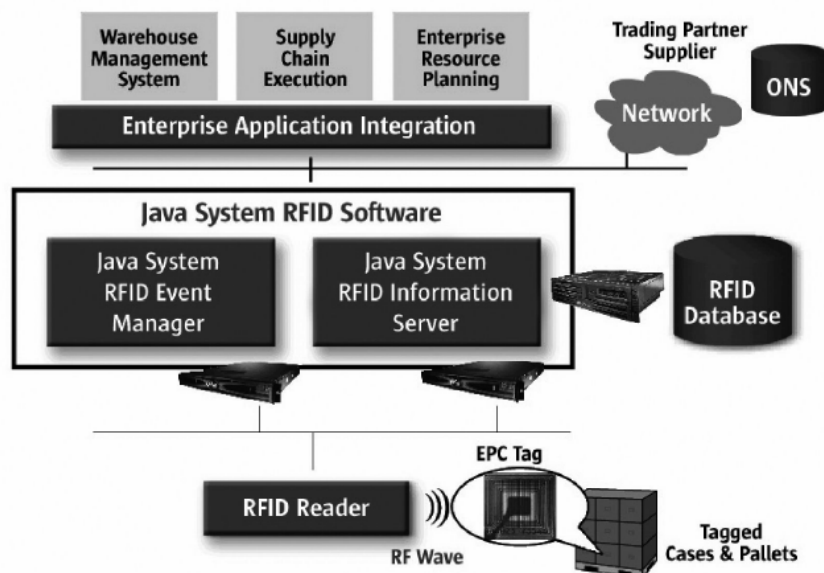 Warehouse
Management
System
Supply
Chain
Execution
Enterprise
Resource
Planning
Trading Partner
Supplier
ONS
Network
Enterprise Application Integration
Java System RFID Software
Java System
RFID Event
Manager
Java System
RFID Information
Server
RFID
Database
EPC Tag
RFID Reader
RF Wave
Tagged
Cases & Pallets